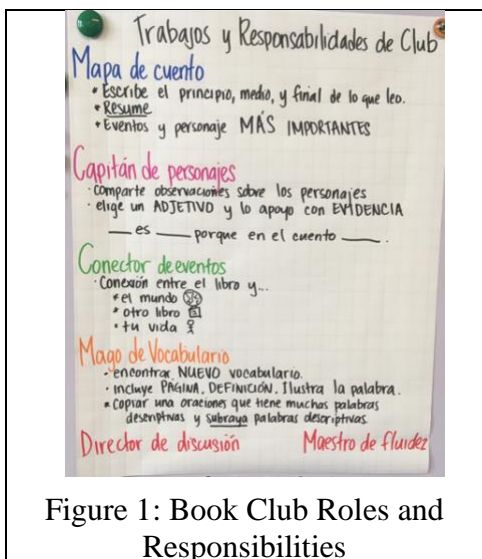 Trabajos y Responsabilidades de Club
Mapa de cuento
• Escribe el principio, medio, y final de lo que leo.
• Resume
• Eventos y personaje MÁS IMPORTANTES
Capitán de personajes
• comparte observaciones sobre los personajes
• elige un ADJETIVO y lo apoyo con EVIDENCIA
___ es ____ porque en el cuento ____.
Conector de eventos
• Conexión entre el libro y...
• el mundo
• otro libro
• tu vida
Mago de Vocabulario
• encontrar NUEVO vocabulario.
• incluye PÁGINA, DEFINICIÓN, Ilustra la palabra.
• Copiar una oraciones que tiene muchas palabras
descriptivas y subraya palabras descriptivas
Director de discusión Maestro de fluidez
Figure 1: Book Club Roles and
Responsibilities